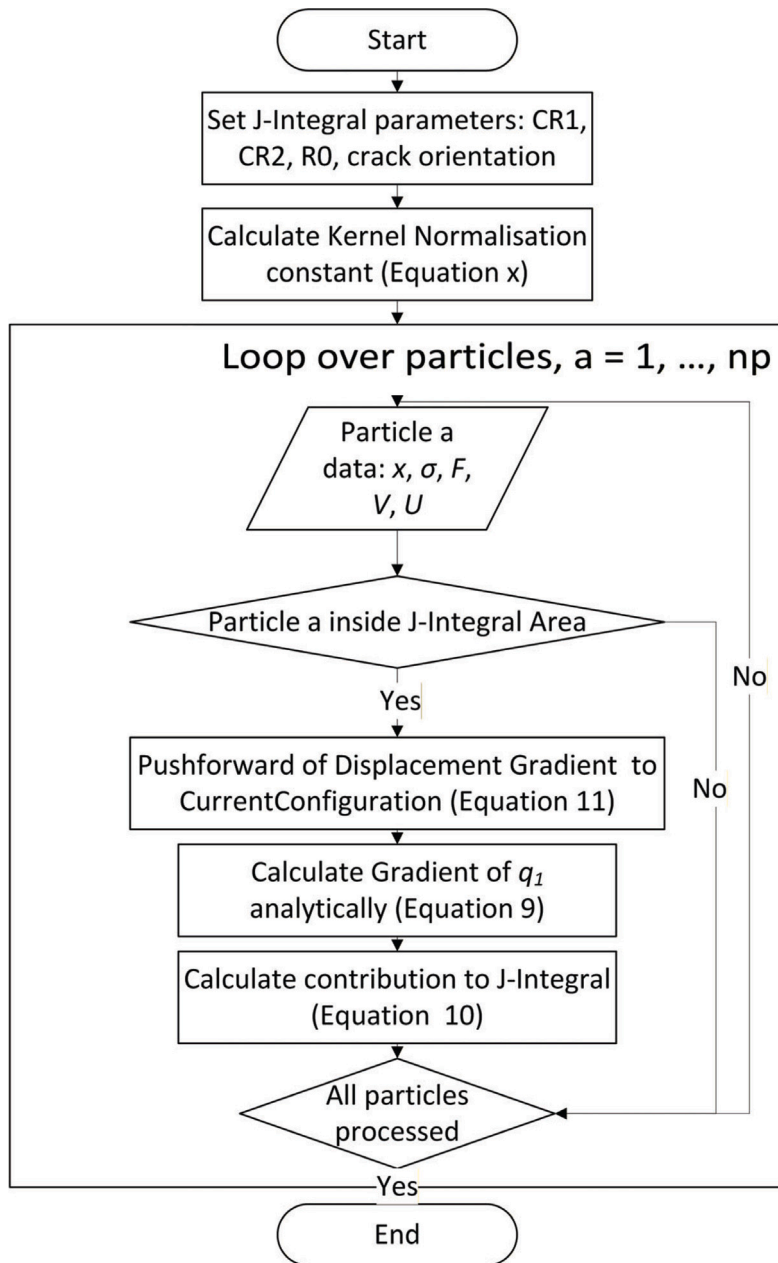 Start
Set J-Integral parameters: CR1,
CR2, R0, crack orientation
Calculate Kernel Normalisation
constant (Equation x)
Loop over particles, a = 1, ..., np
Particle a
data: x, σ, F,
V, U
Particle a inside J-Integral Area
No
Yes
Pushforward of Displacement Gradient to
CurrentConfiguration (Equation 11)
No
Calculate Gradient of q1
analytically (Equation 9)
Calculate contribution to J-Integral
(Equation 10)
All particles
processed
Yes
End